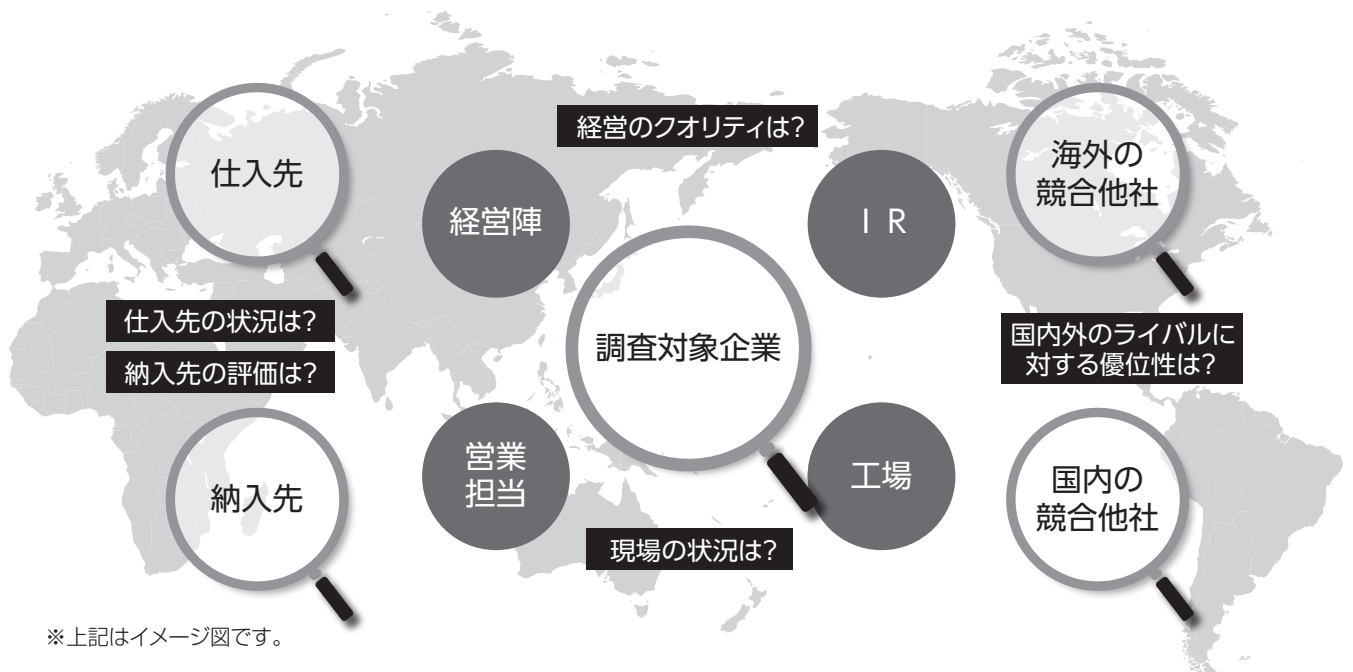 経営のクオリティは?
仕入先
海外の
競合他社
経営陣
I R
仕入先の状況は?
納入先の評価は?
調査対象企業
国内外のライバルに
対する優位性は?
営業
担当
工場
納入先
国内の
競合他社
現場の状況は?
※上記はイメージ図です。